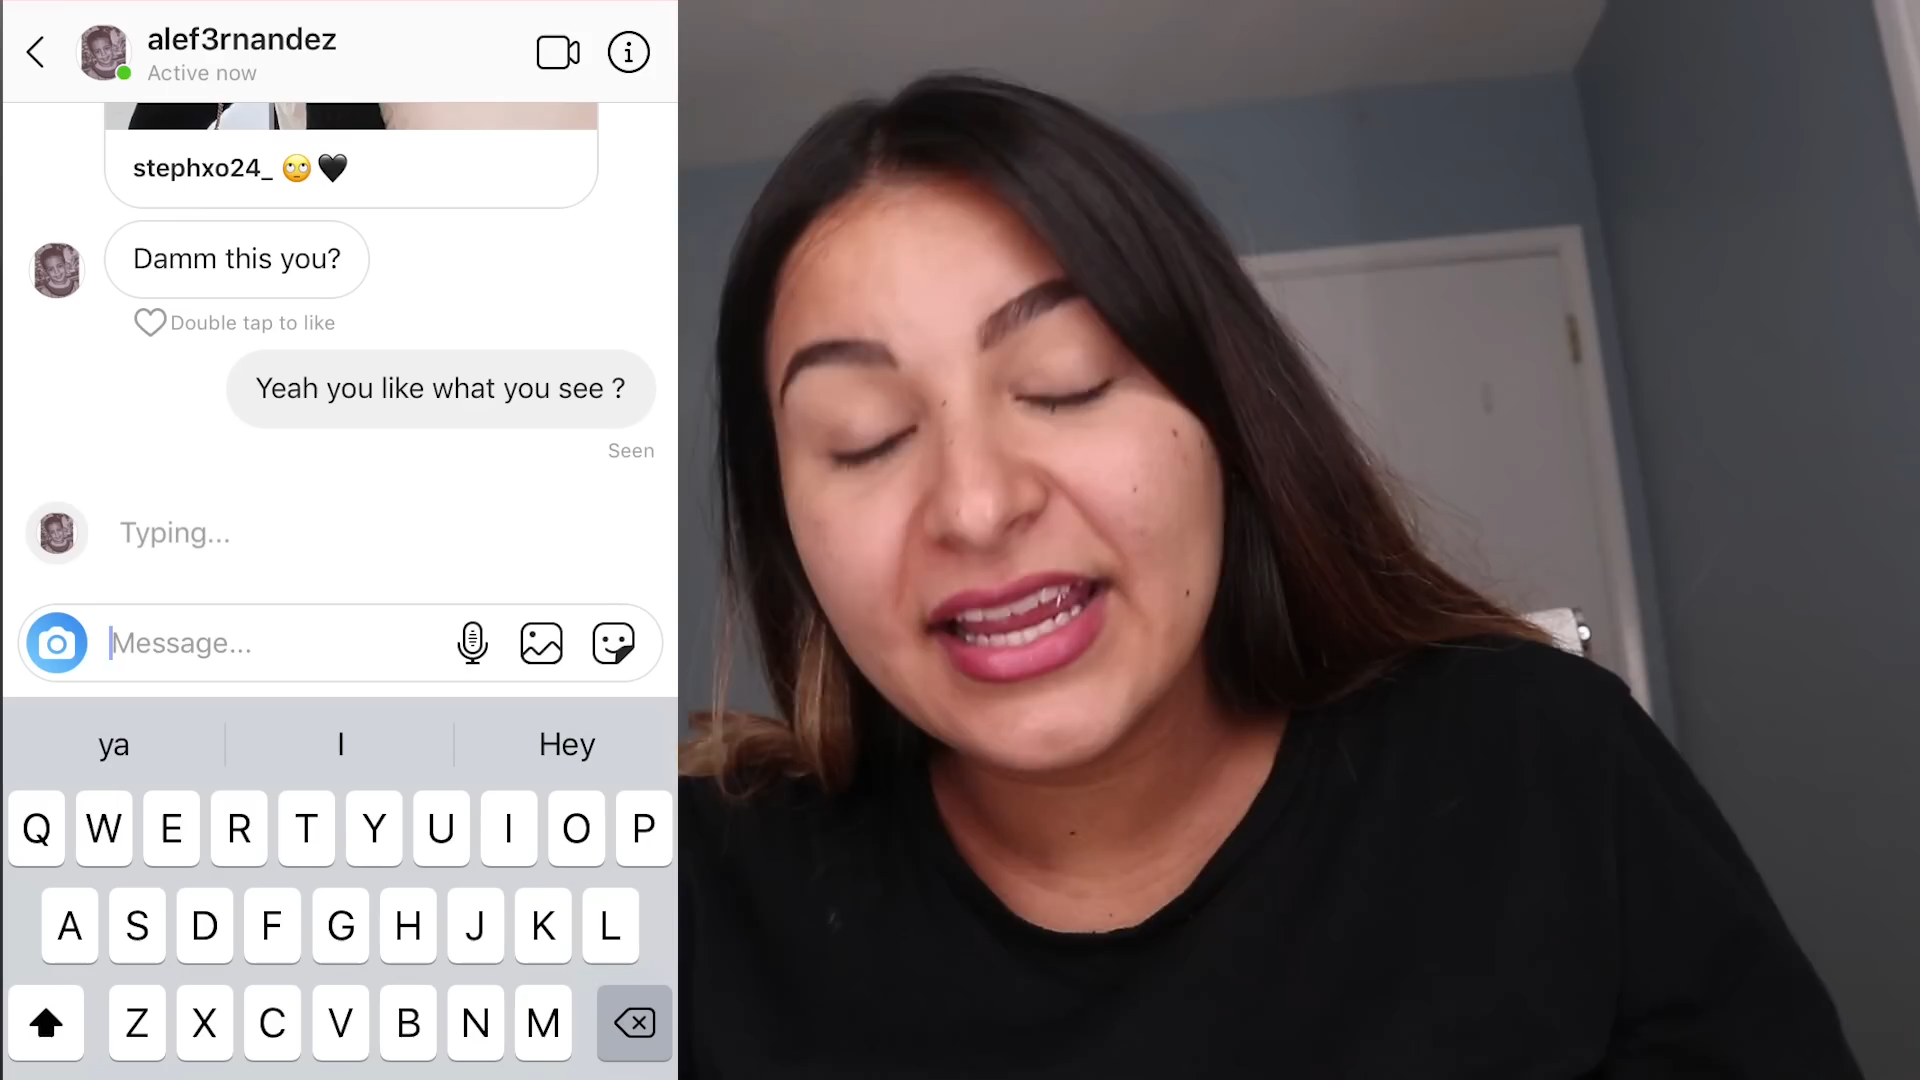 alef3rnandez
Active now
stephxo24_ 🙄🖤
Damm this you?
Double tap to like
Yeah you like what you see ?
Seen
Typing...
Message...
ya I Hey
Q W E R T Y U I O P
A S D F G H J K L
Z X C V B N M